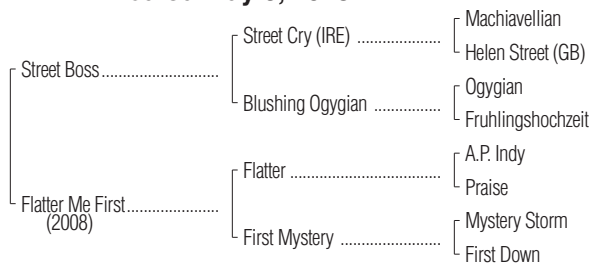 Machiavellian
Street Cry (IRE) ..................
Helen Street (GB)
Street Boss..........................
Ogygian
Blushing Ogygian ...............
Fruhlingshochzeit
A.P. Indy
Flatter ..................................
Praise
Flatter Me First.....................
(2008)
Mystery Storm
First Mystery ......................
First Down